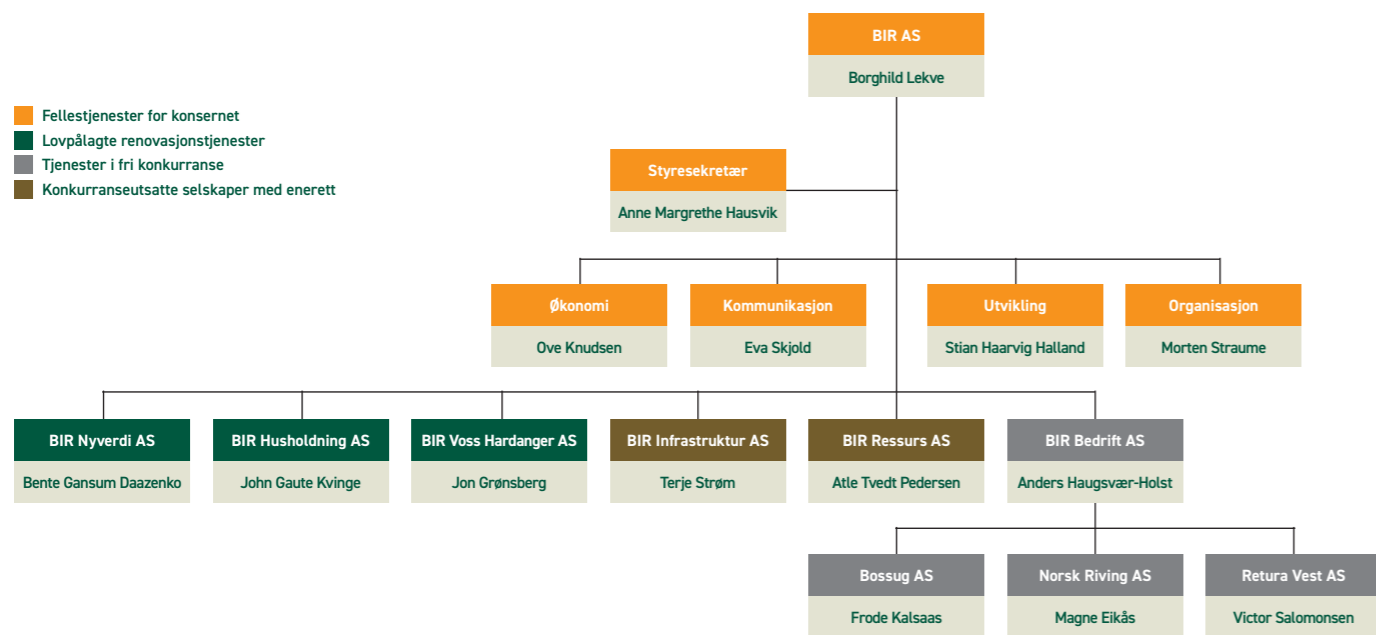 BIR AS
Borghild Lekve
Fellestjenester for konsernet
Lovpålagte renovasjonstjenester
Tjenester i fri konkurranse
Konkurranseutsatte selskaper med enerett
Styresekretær
Anne Margrethe Hausvik
Økonomi
Ove Knudsen
Kommunikasjon
Eva Skjold
Utvikling
Stian Haarvig Halland
Organisasjon
Morten Straume
BIR Nyverdi AS
Bente Gansum Daazenko
BIR Husholdning AS
John Gaute Kvinge
BIR Voss Hardanger AS
Jon Grønsberg
BIR Infrastruktur AS
Terje Strøm
BIR Ressurs AS
Atle Tvedt Pedersen
BIR Bedrift AS
Anders Haugsvær-Holst
Bossug AS
Frode Kalsaas
Norsk Riving AS
Magne Eikås
Retura Vest AS
Victor Salomonsen